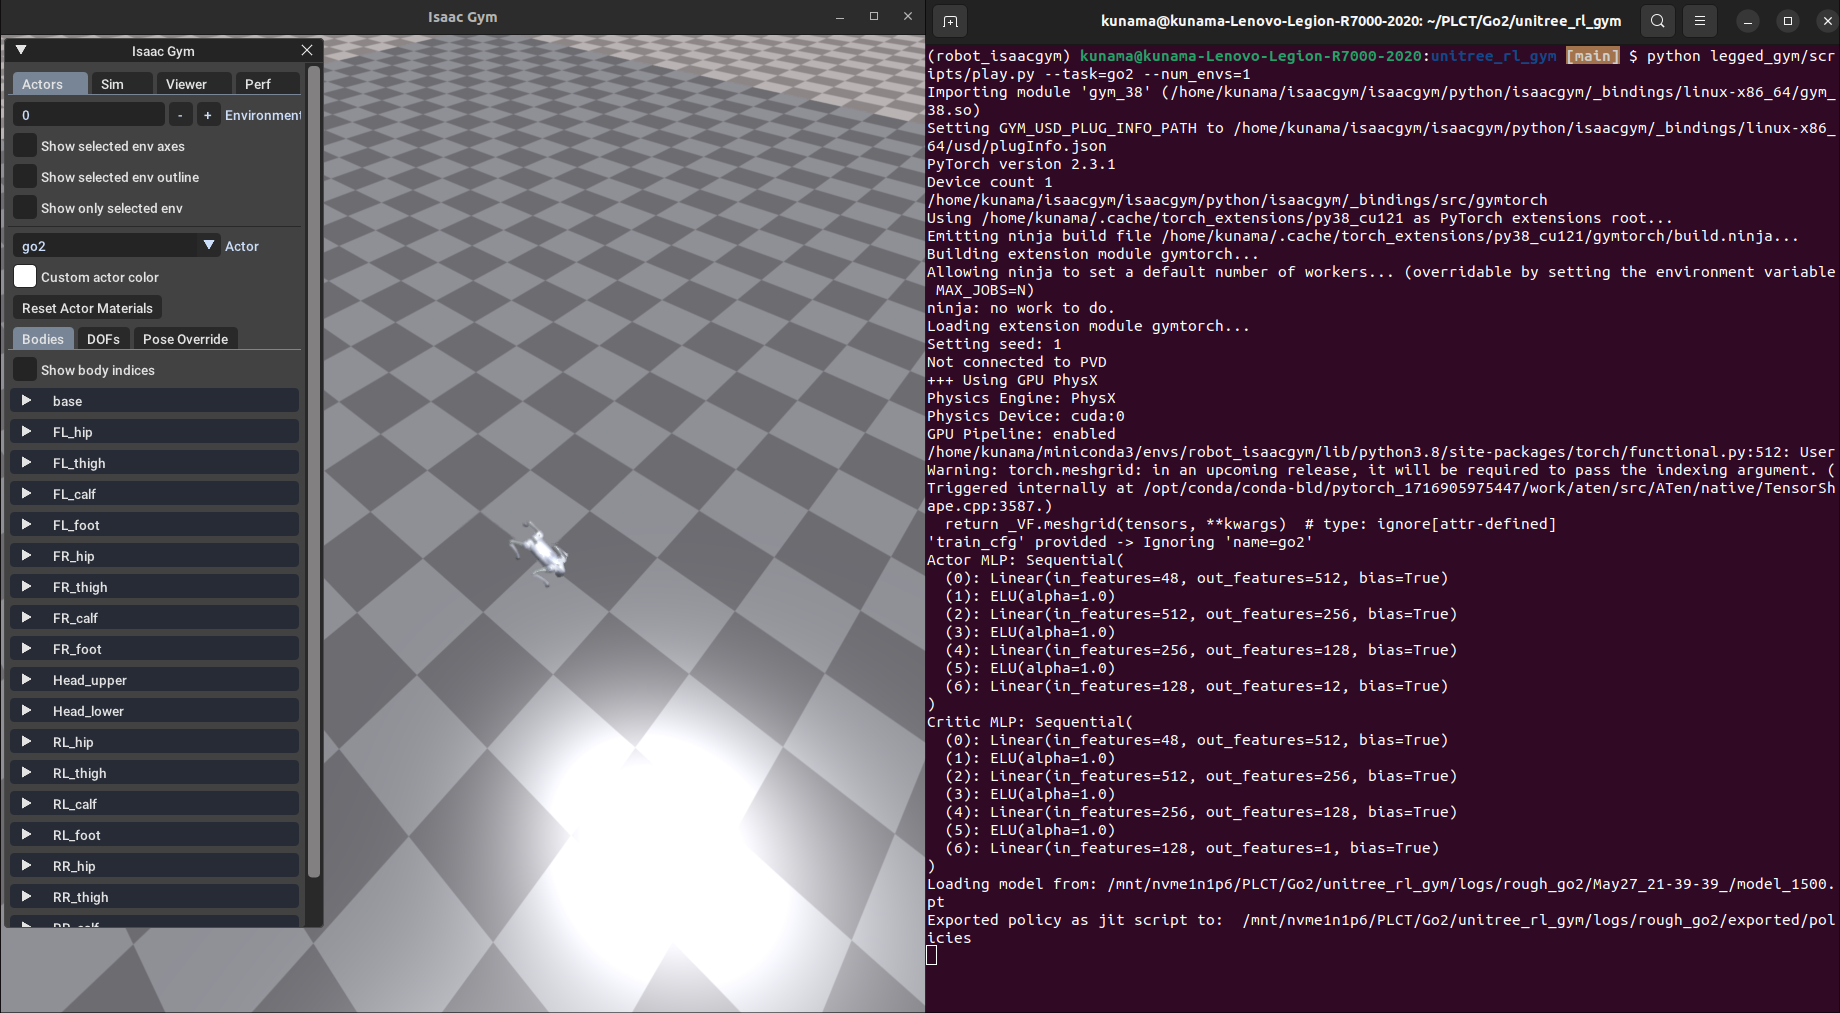 Isaac Gym
Isaac Gym
Actors Sim Viewer Perf
0 - + Environment
Show selected env axes
Show selected env outline
Show only selected env
go2 Actor
Custom actor color
Reset Actor Materials
Bodies DOFs Pose Override
Show body indices
base
FL_hip
FL_thigh
FL_calf
FL_foot
FR_hip
FR_thigh
FR_calf
FR_foot
Head_upper
Head_lower
RL_hip
RL_thigh
RL_calf
RL_foot
RR_hip
RR_thigh
RR_calf
kunama@kunama-Lenovo-Legion-R7000-2020: ~/PLCT/Go2/unitree_rl_gym
(robot_isaacgym) kunama@kunama-Lenovo-Legion-R7000-2020:unitree_rl_gym [main] $ python legged_gym/scr
ipts/play.py --task=go2 --num_envs=1
Importing module 'gym_38' (/home/kunama/isaacgym/isaacgym/python/isaacgym/_bindings/linux-x86_64/gym_
38.so)
Setting GYM_USD_PLUG_INFO_PATH to /home/kunama/isaacgym/isaacgym/python/isaacgym/_bindings/linux-x86_
64/usd/plugInfo.json
PyTorch version 2.3.1
Device count 1
/home/kunama/isaacgym/isaacgym/python/isaacgym/_bindings/src/gymtorch
Using /home/kunama/.cache/torch_extensions/py38_cu121 as PyTorch extensions root...
Emitting ninja build file /home/kunama/.cache/torch_extensions/py38_cu121/gymtorch/build.ninja...
Building extension module gymtorch...
Allowing ninja to set a default number of workers... (overridable by setting the environment variable
 MAX_JOBS=N)
ninja: no work to do.
Loading extension module gymtorch...
Setting seed: 1
Not connected to PVD
+++ Using GPU PhysX
Physics Engine: PhysX
Physics Device: cuda:0
GPU Pipeline: enabled
/home/kunama/miniconda3/envs/robot_isaacgym/lib/python3.8/site-packages/torch/functional.py:512: User
Warning: torch.meshgrid: in an upcoming release, it will be required to pass the indexing argument. (
Triggered internally at /opt/conda/conda-bld/pytorch_1716905975447/work/aten/src/ATen/native/TensorSh
ape.cpp:3587.)
  return _VF.meshgrid(tensors, **kwargs)  # type: ignore[attr-defined]
'train_cfg' provided -> Ignoring 'name=go2'
Actor MLP: Sequential(
  (0): Linear(in_features=48, out_features=512, bias=True)
  (1): ELU(alpha=1.0)
  (2): Linear(in_features=512, out_features=256, bias=True)
  (3): ELU(alpha=1.0)
  (4): Linear(in_features=256, out_features=128, bias=True)
  (5): ELU(alpha=1.0)
  (6): Linear(in_features=128, out_features=12, bias=True)
)
Critic MLP: Sequential(
  (0): Linear(in_features=48, out_features=512, bias=True)
  (1): ELU(alpha=1.0)
  (2): Linear(in_features=512, out_features=256, bias=True)
  (3): ELU(alpha=1.0)
  (4): Linear(in_features=256, out_features=128, bias=True)
  (5): ELU(alpha=1.0)
  (6): Linear(in_features=128, out_features=1, bias=True)
)
Loading model from: /mnt/nvme1n1p6/PLCT/Go2/unitree_rl_gym/logs/rough_go2/May27_21-39-39_/model_1500.
pt
Exported policy as jit script to:  /mnt/nvme1n1p6/PLCT/Go2/unitree_rl_gym/logs/rough_go2/exported/pol
icies